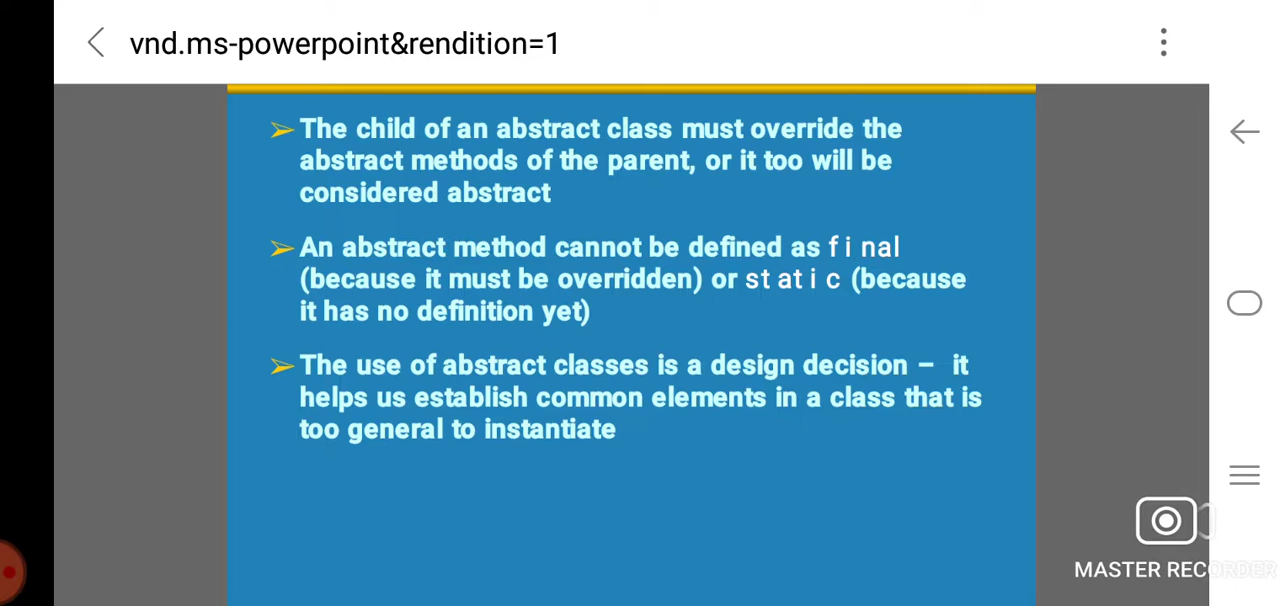 vnd.ms-powerpoint&rendition=1
➢ The child of an abstract class must override the
abstract methods of the parent, or it too will be
considered abstract
➢ An abstract method cannot be defined as final
(because it must be overridden) or static (because
it has no definition yet)
➢ The use of abstract classes is a design decision – it
helps us establish common elements in a class that is
too general to instantiate
MASTER RECORDER